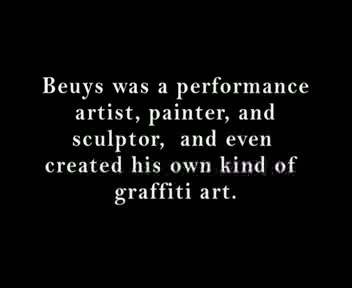 Beuys was a performance
artist, painter, and
sculptor, and even
created his own kind of
graffiti art.